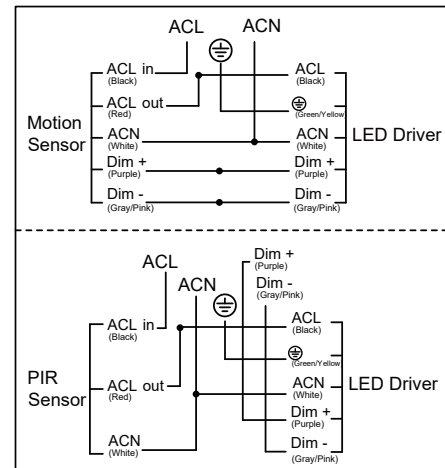 ACL ACN
ACL in ACL
(Black) (Black)
ACL out
(Red) (Green/Yellow
Motion Sensor ACN ACN LED Driver
(White) (White)
Dim + Dim +
(Purple) (Purple)
Dim - Dim -
(Gray/Pink) (Gray/Pink)
Dim +
(Purple)
ACL
Dim -
ACN (Gray/Pink)
ACL in ACL
(Black) (Black)
(Green/Yellow
PIR Sensor ACL out ACN LED Driver
(Red) (White)
Dim +
(Purple)
ACN Dim -
(White) (Gray/Pink)